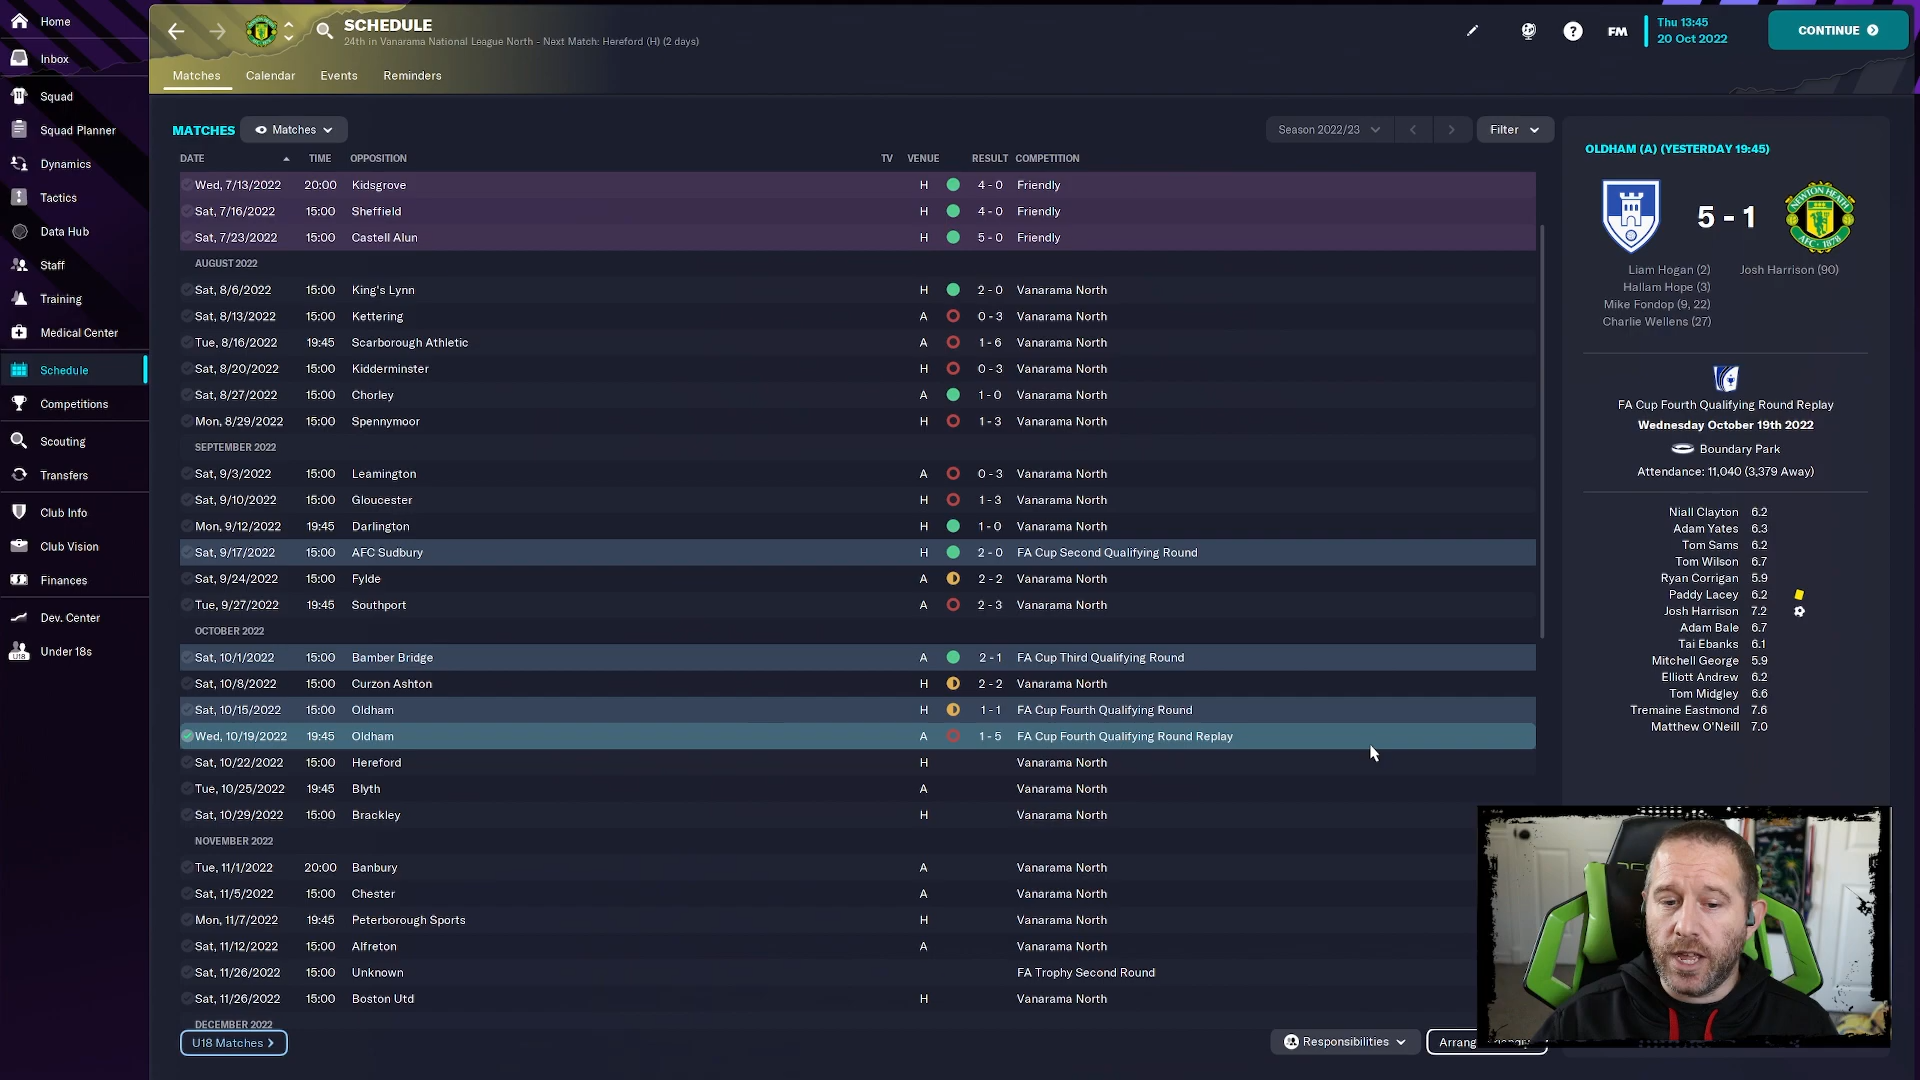 Home
Inbox
Squad
Squad Planner
Dynamics
Tactics
Data Hub
Staff
Training
Medical Center
Schedule
Competitions
Scouting
Transfers
Club Info
Club Vision
Finances
Dev. Center
Under 18s
SCHEDULE
24th in Vanarama National League North - Next Match: Hereford (H) (2 days)
FM
Thu 13:45
20 Oct 2022
CONTINUE
Matches Calendar Events Reminders
MATCHES Matches Season 2022/23 Filter
DATE TIME OPPOSITION TV VENUE RESULT COMPETITION
Wed, 7/13/2022 20:00 Kidsgrove H 4 - 0 Friendly
Sat, 7/16/2022 15:00 Sheffield H 4 - 0 Friendly
Sat, 7/23/2022 15:00 Castell Alun H 5 - 0 Friendly
AUGUST 2022
Sat, 8/6/2022 15:00 King's Lynn H 2 - 0 Vanarama North
Sat, 8/13/2022 15:00 Kettering A 0 - 3 Vanarama North
Tue, 8/16/2022 19:45 Scarborough Athletic A 1 - 6 Vanarama North
Sat, 8/20/2022 15:00 Kidderminster H 0 - 3 Vanarama North
Sat, 8/27/2022 15:00 Chorley A 1 - 0 Vanarama North
Mon, 8/29/2022 15:00 Spennymoor H 1 - 3 Vanarama North
SEPTEMBER 2022
Sat, 9/3/2022 15:00 Leamington A 0 - 3 Vanarama North
Sat, 9/10/2022 15:00 Gloucester H 1 - 3 Vanarama North
Mon, 9/12/2022 19:45 Darlington H 1 - 0 Vanarama North
Sat, 9/17/2022 15:00 AFC Sudbury H 2 - 0 FA Cup Second Qualifying Round
Sat, 9/24/2022 15:00 Fylde A 2 - 2 Vanarama North
Tue, 9/27/2022 19:45 Southport A 2 - 3 Vanarama North
OCTOBER 2022
Sat, 10/1/2022 15:00 Bamber Bridge A 2 - 1 FA Cup Third Qualifying Round
Sat, 10/8/2022 15:00 Curzon Ashton H 2 - 2 Vanarama North
Sat, 10/15/2022 15:00 Oldham H 1 - 1 FA Cup Fourth Qualifying Round
Wed, 10/19/2022 19:45 Oldham A 1 - 5 FA Cup Fourth Qualifying Round Replay
Sat, 10/22/2022 15:00 Hereford H Vanarama North
Tue, 10/25/2022 19:45 Blyth A Vanarama North
Sat, 10/29/2022 15:00 Brackley H Vanarama North
NOVEMBER 2022
Tue, 11/1/2022 20:00 Banbury A Vanarama North
Sat, 11/5/2022 15:00 Chester A Vanarama North
Mon, 11/7/2022 19:45 Peterborough Sports H Vanarama North
Sat, 11/12/2022 15:00 Alfreton A Vanarama North
Sat, 11/26/2022 15:00 Unknown FA Trophy Second Round
Sat, 11/26/2022 15:00 Boston Utd H Vanarama North
DECEMBER 2022
U18 Matches
Responsibilities
OLDHAM (A) (YESTERDAY 19:45)
5 - 1
NEWTON HEATH
AFC 1878
Liam Hogan (2) Josh Harrison (90)
Hallam Hope (3)
Mike Fondop (9, 22)
Charlie Wellens (27)
FA Cup Fourth Qualifying Round Replay
Wednesday October 19th 2022
Boundary Park
Attendance: 11,040 (3,379 Away)
Niall Clayton 6.2
Adam Yates 6.3
Tom Sams 6.2
Tom Wilson 6.7
Ryan Corrigan 5.9
Paddy Lacey 6.2
Josh Harrison 7.2
Adam Bale 6.7
Tai Ebanks 6.1
Mitchell George 5.9
Elliott Andrew 6.2
Tom Midgley 6.6
Tremaine Eastmond 7.6
Matthew O'Neill 7.0